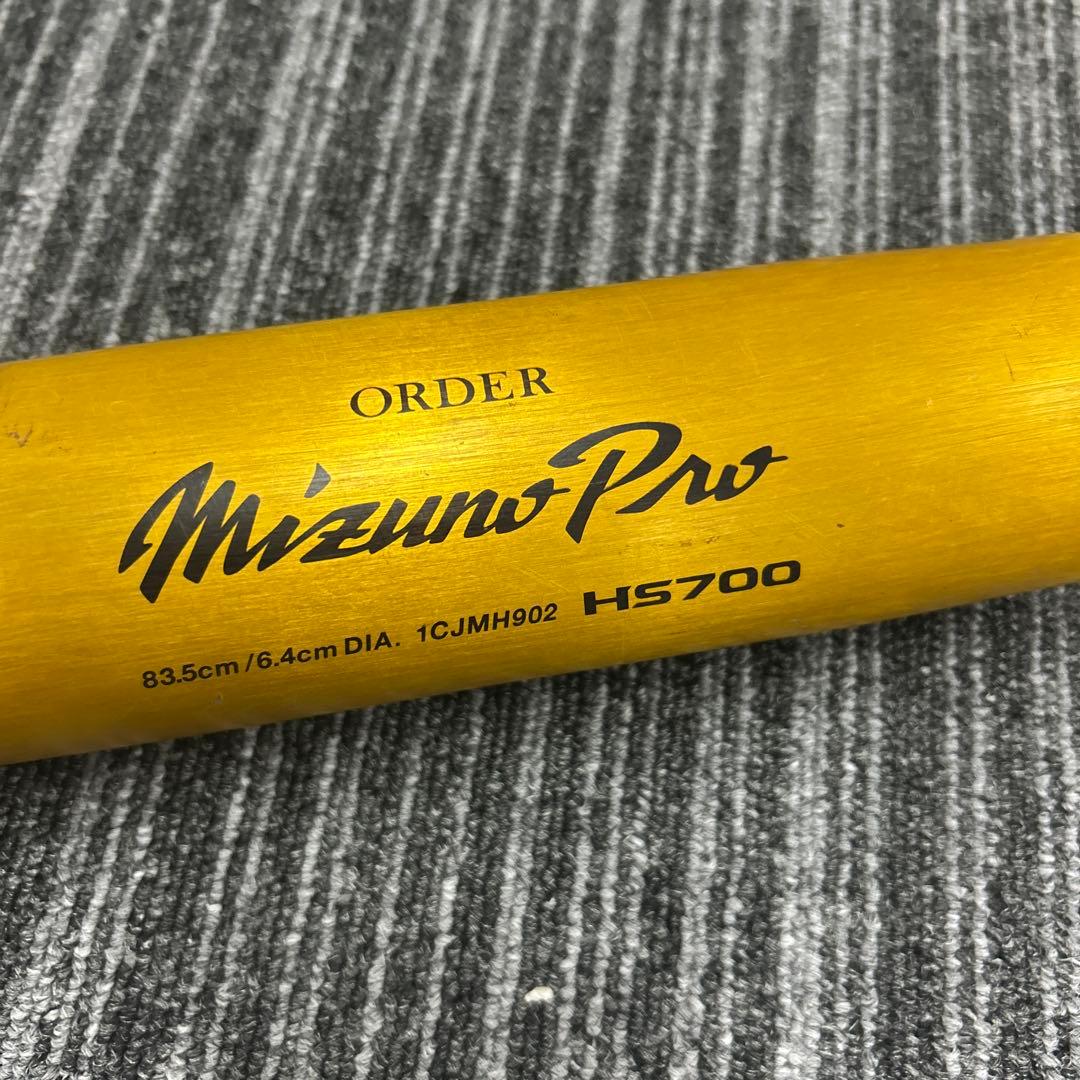 ORDER
Mizuno Pro
83.5cm/6.4cm DIA. 1CJMH902 HS700